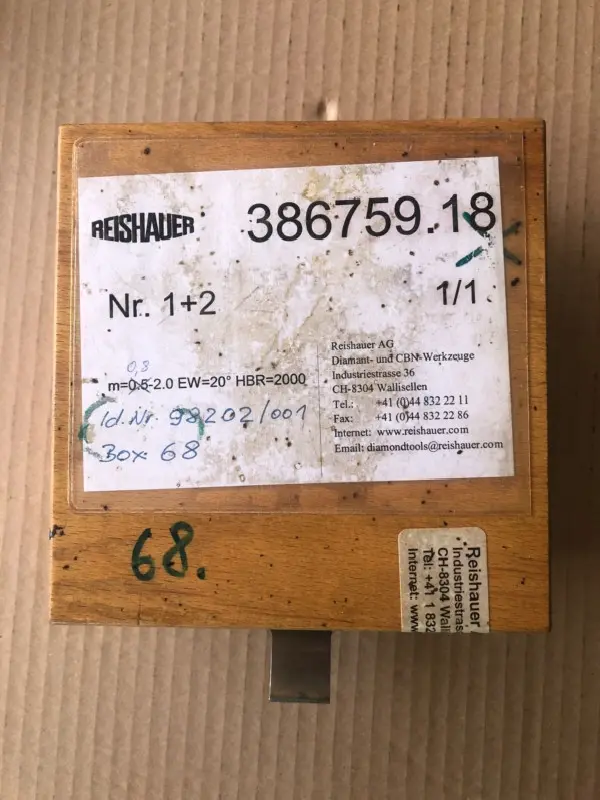 REISHAUER
386759.18
Nr. 1+2
1/1
0,8
m=0.5-2.0 EW=20° HBR=2000
Id.Nr. 98202/001
Box 68
Reishauer AG
Diamant- und CBN-Werkzeuge
Industriestrasse 36
CH-8304 Wallisellen
Tel.: +41 (0)44 832 22 11
Fax: +41 (0)44 832 22 86
Internet: www.reishauer.com
Email: diamondtools@reishauer.com
68.
Reishauer
Industriestras
CH-8304 Wall
Tel: +41 1 832
Internet: www